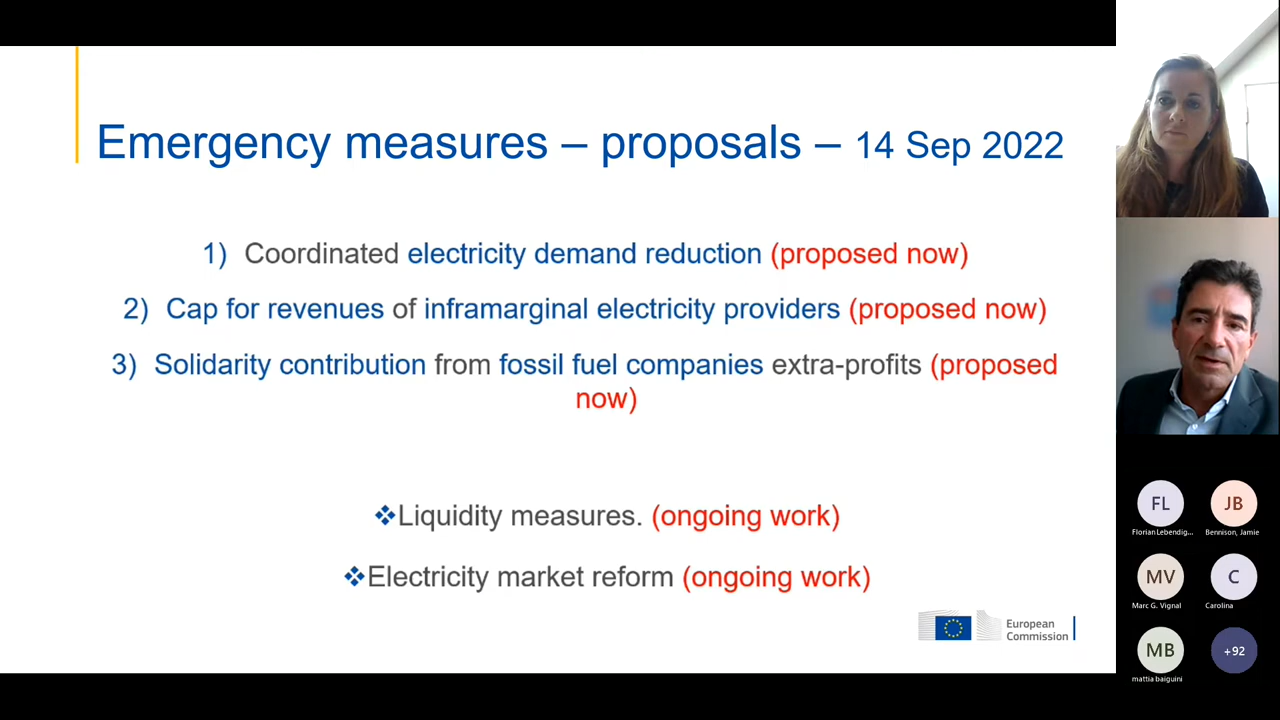 Emergency measures – proposals – 14 Sep 2022
1) Coordinated electricity demand reduction (proposed now)
2) Cap for revenues of inframarginal electricity providers (proposed now)
3) Solidarity contribution from fossil fuel companies extra-profits (proposed
now)
❖Liquidity measures. (ongoing work)
❖Electricity market reform (ongoing work)
European
Commission
FL
JB
Florian Lebendig...
Bennison, Jamie
MV
C
Marc G. Vignal
Carolina
MB
+92
mattia baiguini